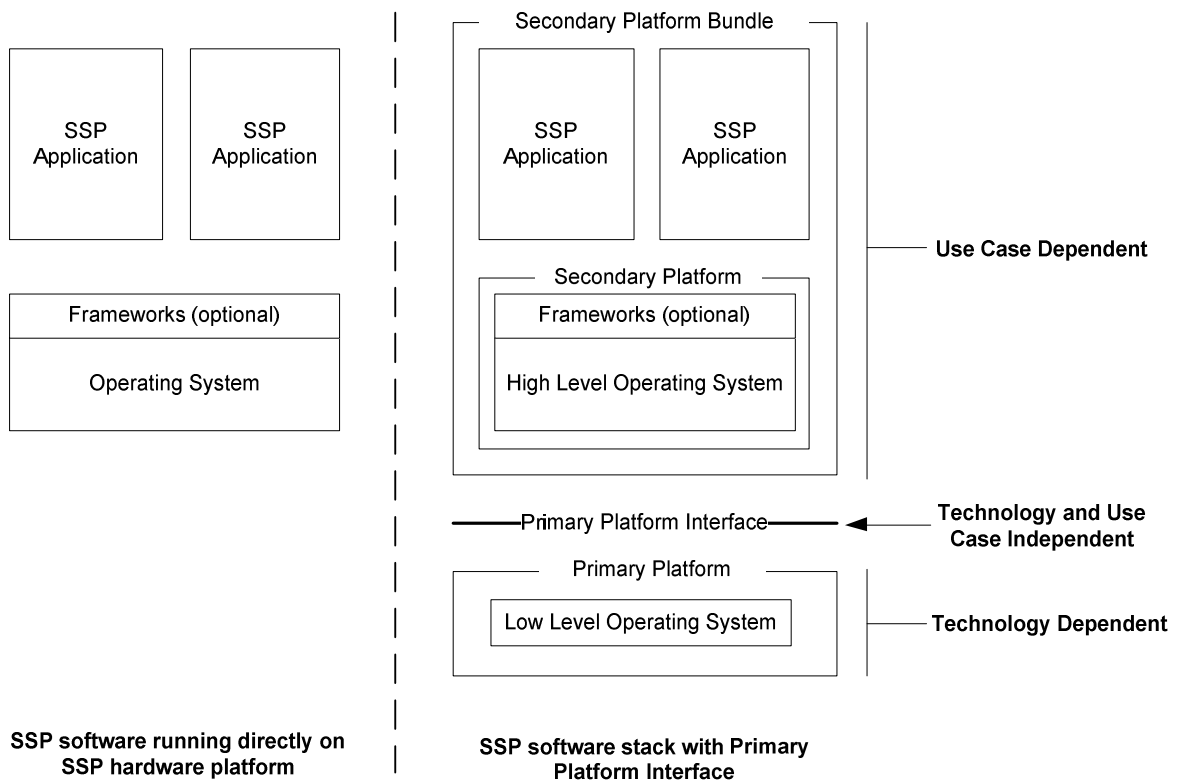 Secondary Platform Bundle
SSP
Application
SSP
Application
SSP
Application
SSP
Application
Use Case Dependent
Secondary Platform
Frameworks (optional)
Frameworks (optional)
Operating System
High Level Operating System
Primary Platform Interface
Technology and Use
Case Independent
Primary Platform
Low Level Operating System
Technology Dependent
SSP software running directly on
SSP hardware platform
SSP software stack with Primary
Platform Interface